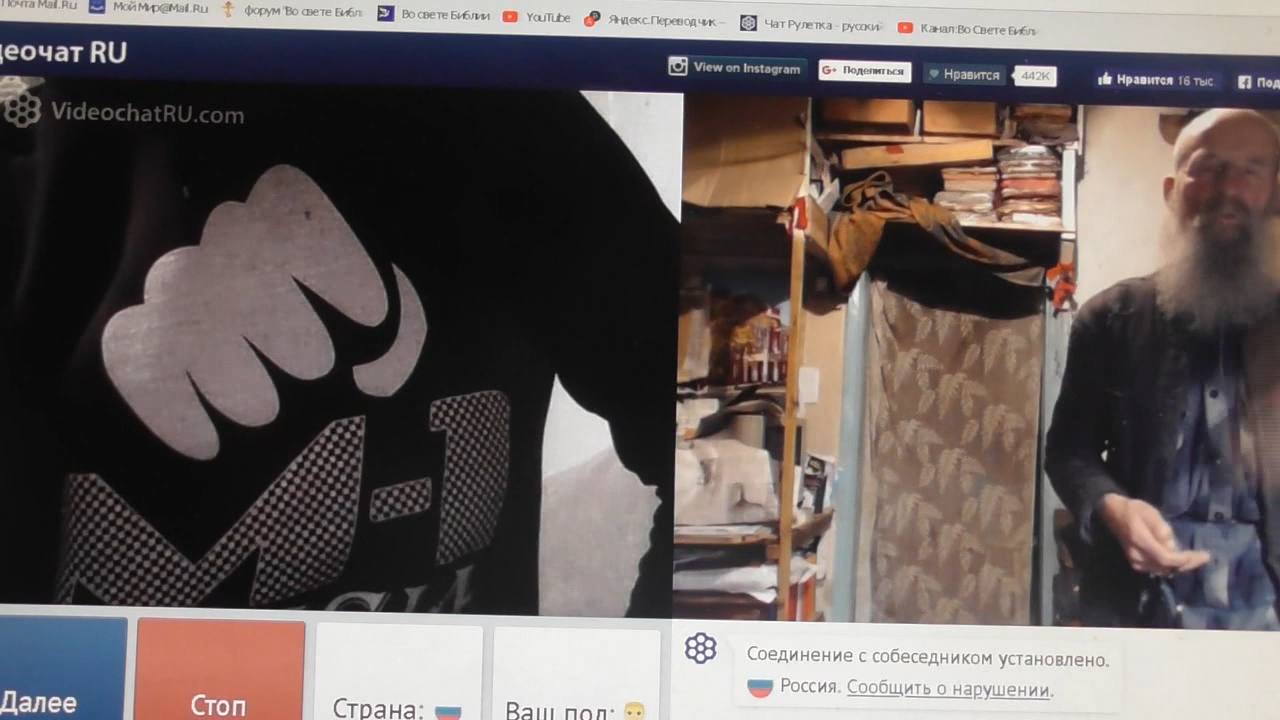 Почта Mail.Ru Мой Мир@Mail.Ru форум "Во свете Библ Во свете Библии YouTube Яндекс.Переводчик – Чат Рулетка - русски Канал:Во Свете Библ
деочат RU
View on Instagram G+ Поделиться Нравится 442K Нравится 16 тыс. Под
VideochatRU.com
M-1
Соединение с собеседником установлено.
Россия. Сообщить о нарушении.
Далее Стоп Страна: Ваш пол: